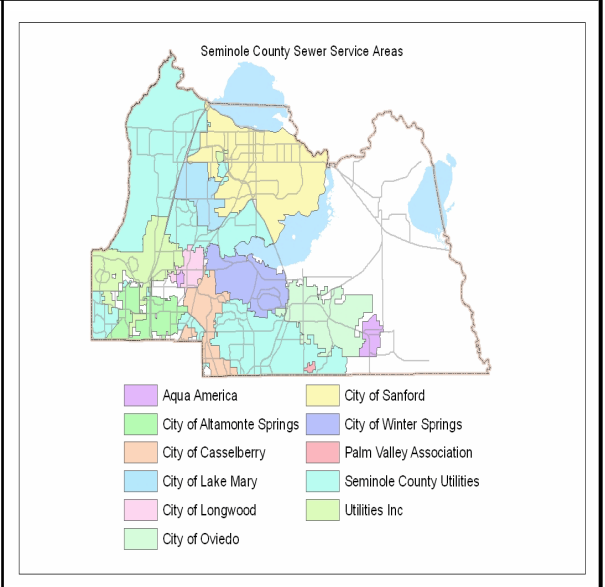 Seminole County Sewer Service Areas
Aqua America
City of Altamonte Springs
City of Casselberry
City of Lake Mary
City of Longwood
City of Oviedo
City of Sanford
City of Winter Springs
Palm Valley Association
Seminole County Utilities
Utilities Inc